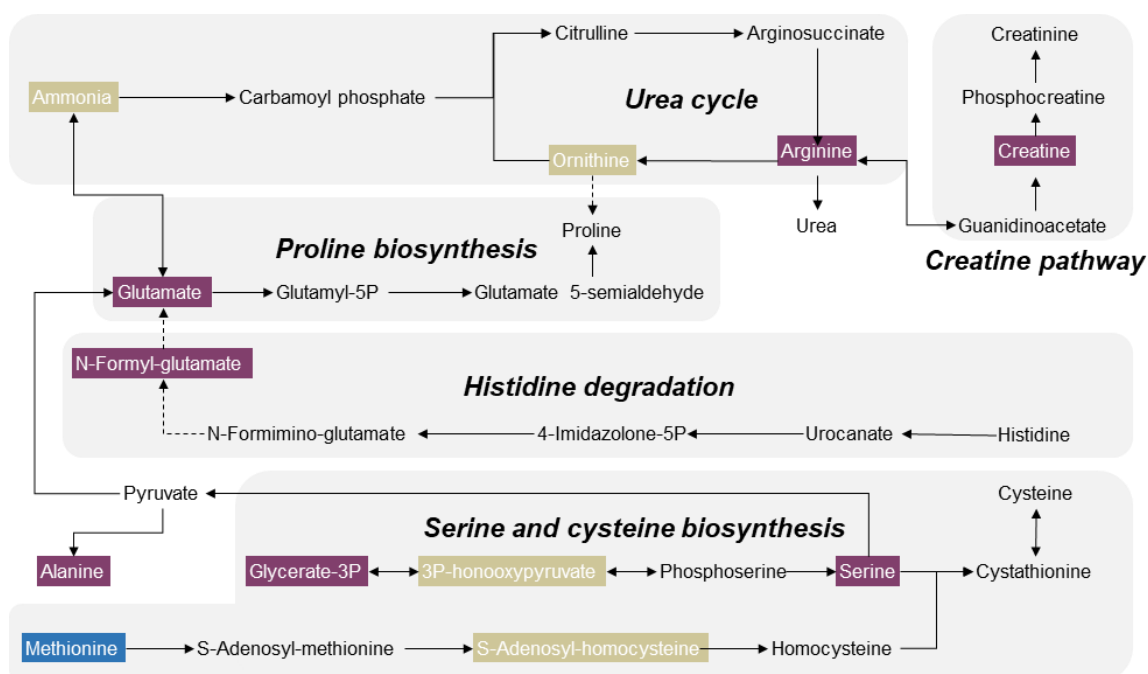 Citrulline
Arginosuccinate
Creatinine
Ammonia
Carbamoyl phosphate
Urea cycle
Phosphocreatine
Ornithine
Arginine
Creatine
Proline
Urea
Guanidinoacetate
Proline biosynthesis
Creatine pathway
Glutamate
Glutamyl-5P
Glutamate 5-semialdehyde
N-Formyl-glutamate
Histidine degradation
N-Formimino-glutamate
4-Imidazolone-5P
Urocanate
Histidine
Pyruvate
Cysteine
Serine and cysteine biosynthesis
Alanine
Glycerate-3P
3P-honooxypyruvate
Phosphoserine
Serine
Cystathionine
Methionine
S-Adenosyl-methionine
S-Adenosyl-homocysteine
Homocysteine